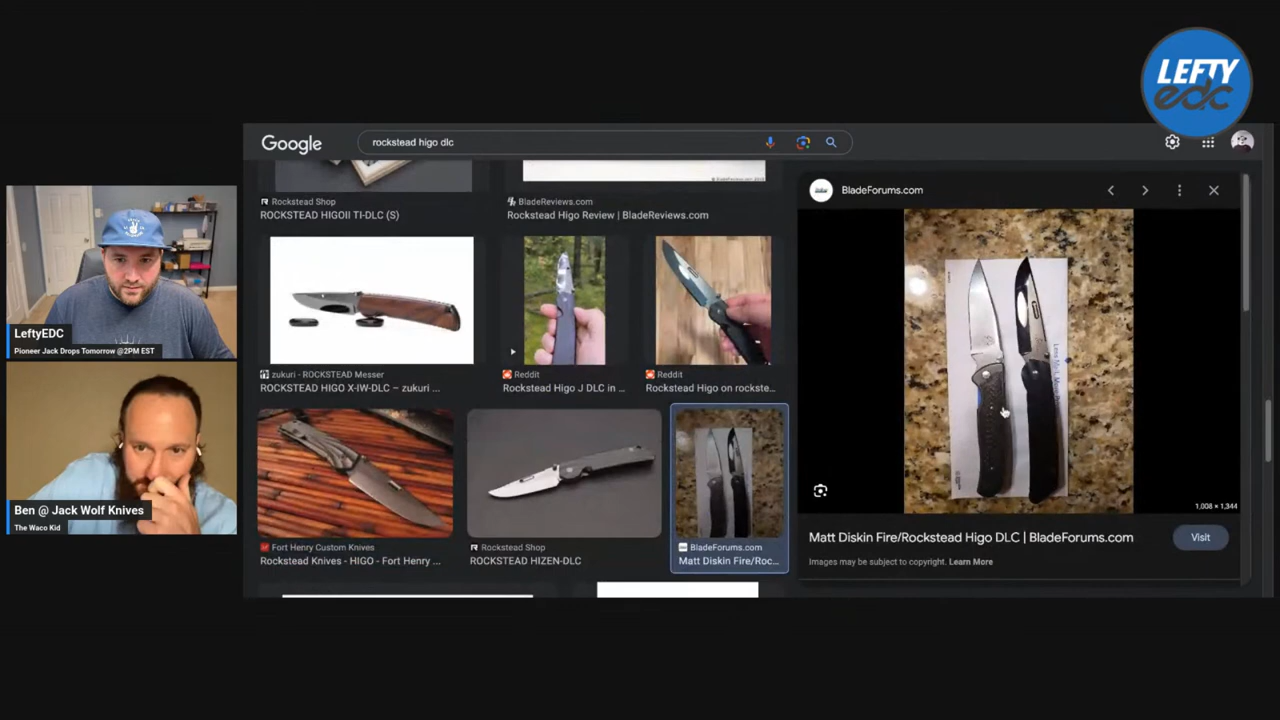 LEFTY
edc
Google
rockstead higo dlc
Rockstead Shop
ROCKSTEAD HIGOII TI-DLC (S)
BladeReviews.com
Rockstead Higo Review | BladeReviews.com
zukuri - ROCKSTEAD Messer
ROCKSTEAD HIGO X-IW-DLC – zukuri ...
Reddit
Rockstead Higo J DLC in ...
Reddit
Rockstead Higo on rockste...
Fort Henry Custom Knives
Rockstead Knives - HIGO - Fort Henry ...
Rockstead Shop
ROCKSTEAD HIZEN-DLC
BladeForums.com
Matt Diskin Fire/Roc...
BladeForums.com
1,008 × 1,344
Matt Diskin Fire/Rockstead Higo DLC | BladeForums.com
Visit
Images may be subject to copyright. Learn More
LeftyEDC
Pioneer Jack Drops Tomorrow @2PM EST
Ben @ Jack Wolf Knives
The Waco Kid